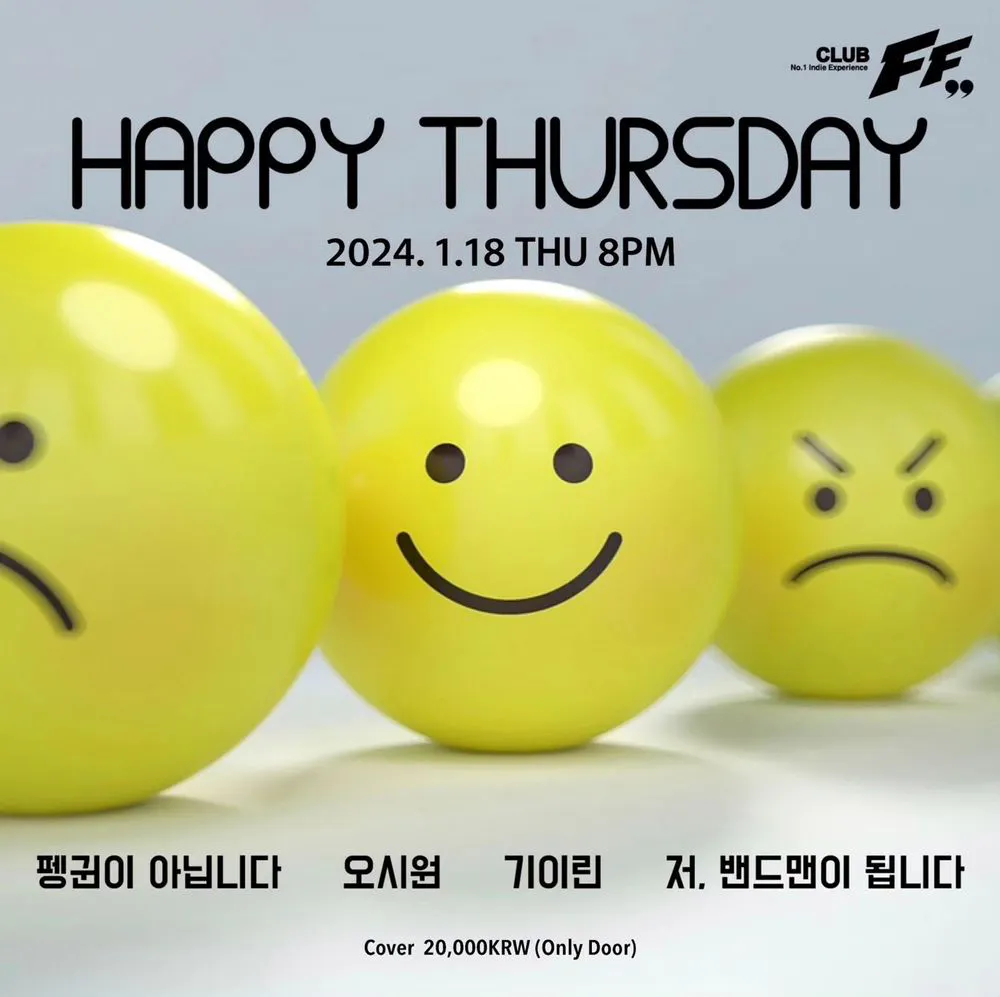 CLUB
No.1 Indie Experience
FF,,
HAPPY THURSDAY
2024. 1.18 THU 8PM
펭귄이 아닙니다 오시원 기이린 저, 밴드맨이 됩니다
Cover 20,000KRW (Only Door)